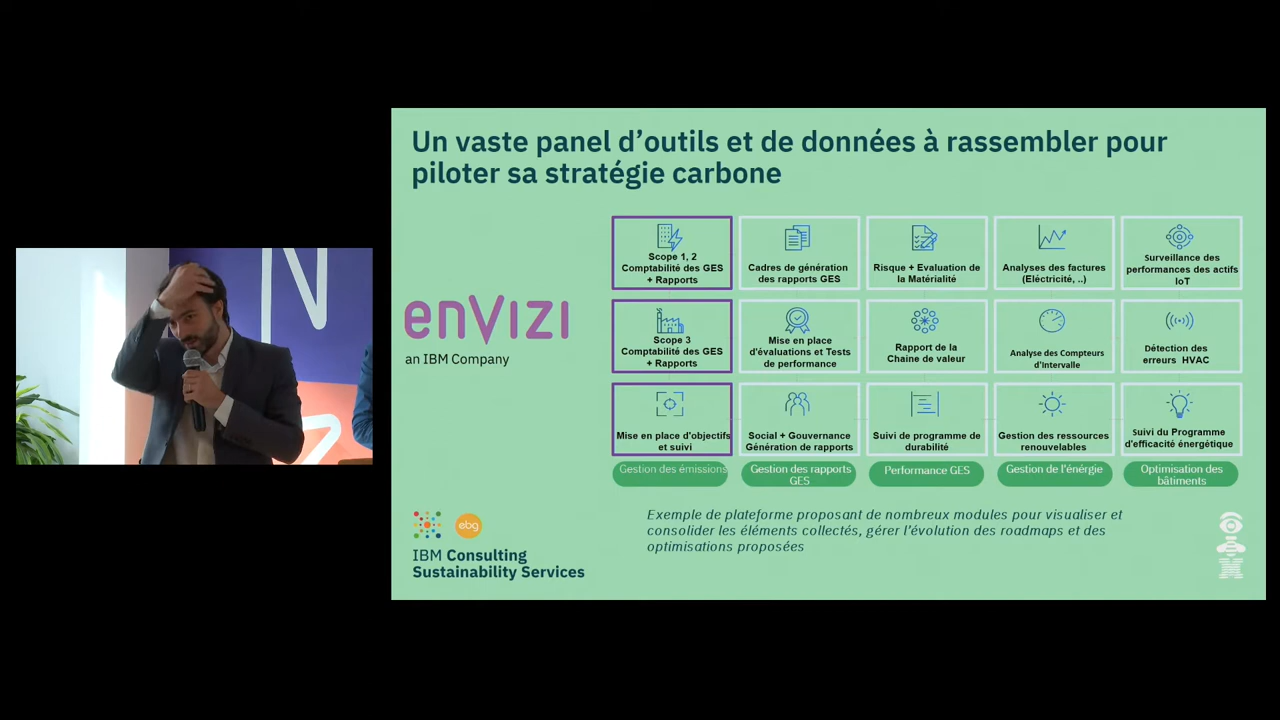 Un vaste panel d'outils et de données à rassembler pour
piloter sa stratégie carbone
enVIZI
an IBM Company
Scope 1, 2
Comptabilité des GES
+ Rapports
Cadres de génération
des rapports GES
Risque + Evaluation de
la Matérialité
Analyses des factures
(Eléctricité, ..)
Surveillance des
performances des actifs
IoT
Scope 3
Comptabilité des GES
+ Rapports
Mise en place
d'évaluations et Tests
de performance
Rapport de la
Chaine de valeur
Analyse des Compteurs
d'Intervalle
Détection des
erreurs HVAC
Mise en place d'objectifs
et suivi
Social + Gouvernance
Génération de rapports
Suivi de programme de
durabilité
Gestion des ressources
renouvelables
Suivi du Programme
d'efficacité énergétique
Gestion des émissions
Gestion des rapports
GES
Performance GES
Gestion de l'énérgie
Optimisation des
bâtiments
Exemple de plateforme proposant de nombreux modules pour visualiser et
consolider les éléments collectés, gérer l'évolution des roadmaps et des
optimisations proposées
ebg
IBM Consulting
Sustainability Services